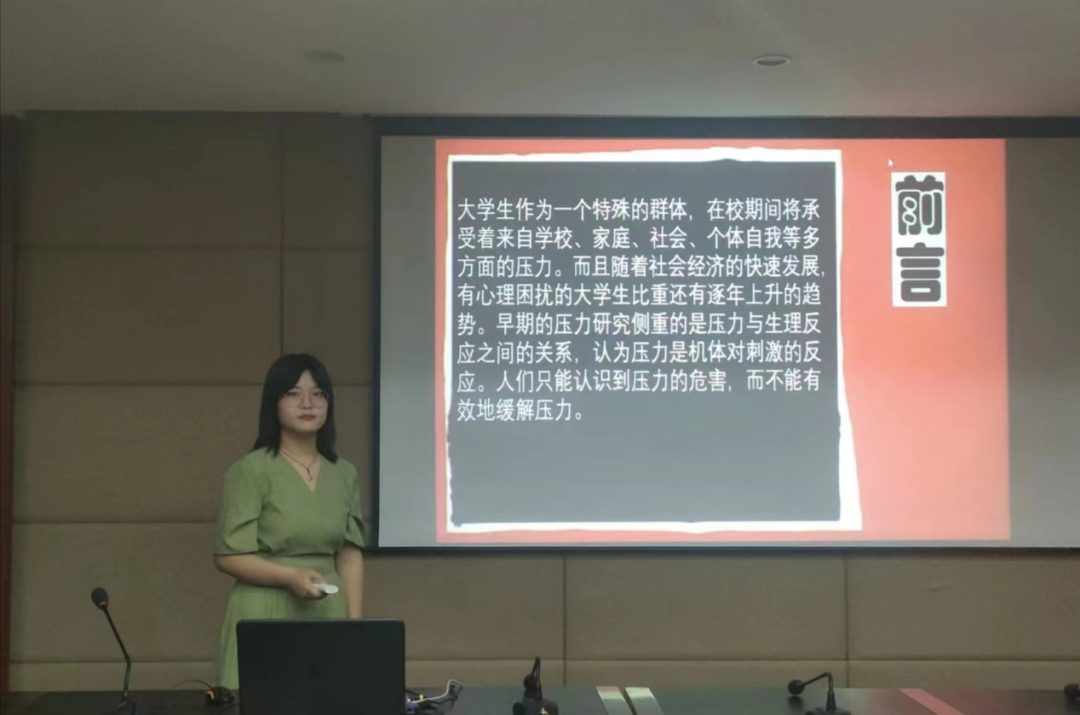 前言
大学生作为一个特殊的群体，在校期间将承
受着来自学校、家庭、社会、个体自我等多
方面的压力。而且随着社会经济的快速发展，
有心理困扰的大学生比重还有逐年上升的趋
势。早期的压力研究侧重的是压力与生理反
应之间的关系，认为压力是机体对刺激的反
应。人们只能认识到压力的危害，而不能有
效地缓解压力。